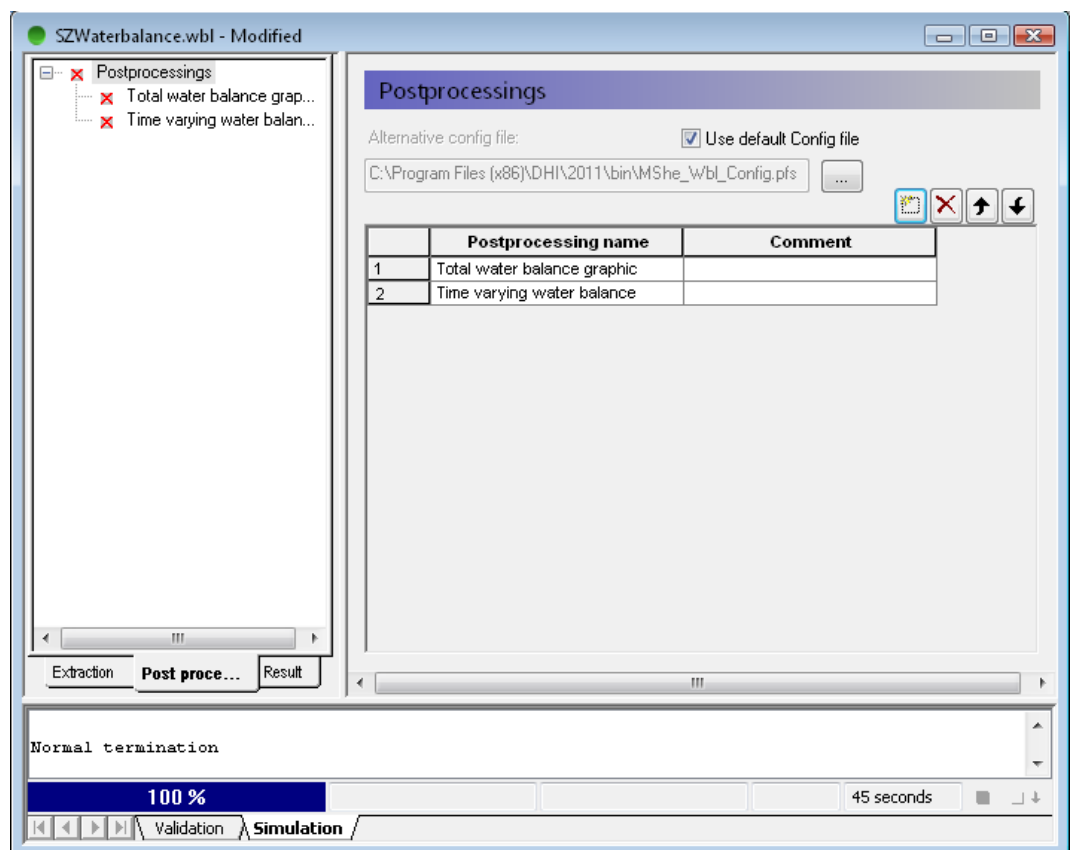 SZWaterbalance.wbl - Modified
Postprocessings
Total water balance grap...
Time varying water balan...
Extraction
Post proce...
Result
Postprocessings
Alternative config file:
Use default Config file
C:\Program Files (x86)\DHI\2011\bin\MShe_Wbl_Config.pfs
...
Postprocessing name Comment
1 Total water balance graphic
2 Time varying water balance
Normal termination
100 %
45 seconds
Validation
Simulation